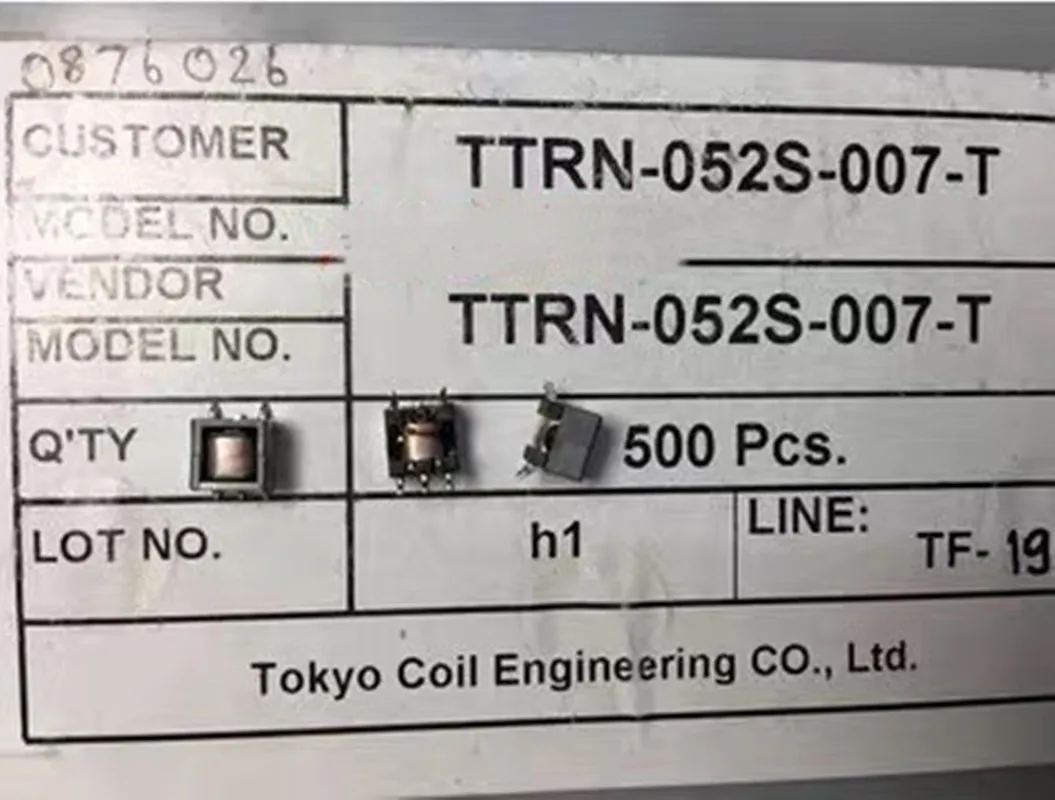 0876026
CUSTOMER
MODEL NO.
TTRN-052S-007-T
VENDOR
MODEL NO.
TTRN-052S-007-T
Q'TY
500 Pcs.
LOT NO.
h1
LINE:
TF-19
Tokyo Coil Engineering CO., Ltd.